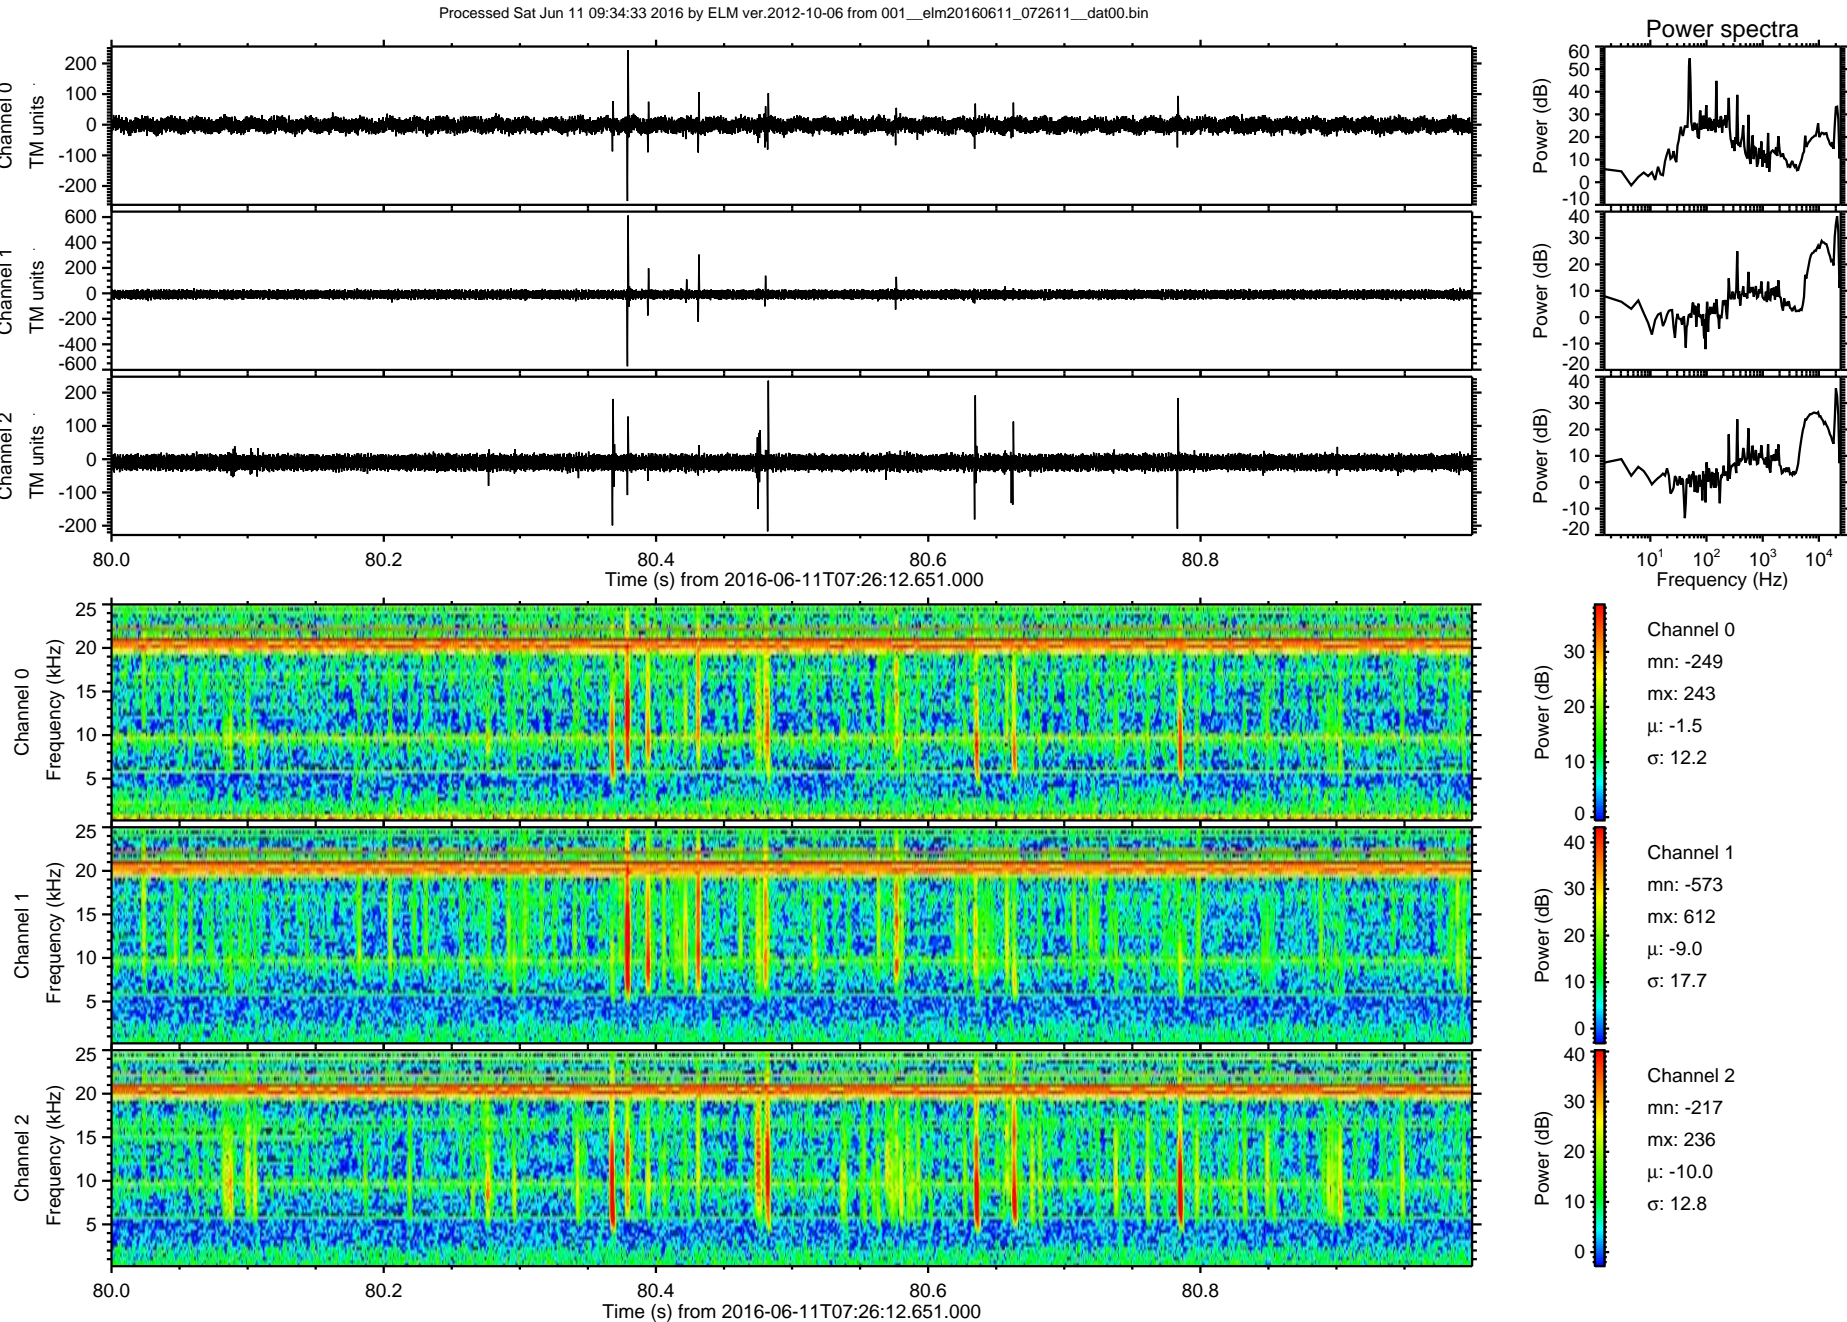 Processed Sat Jun 11 09:34:33 2016 by ELM ver.2012-10-06 from 001__elm20160611_072611__dat00.bin
Power spectra
Channel 0
TM units
200
100
0
-100
-200
Power (dB)
60
50
40
30
20
10
0
-10
Channel 1
TM units
600
400
200
0
-200
-400
-600
Power (dB)
40
30
20
10
0
-10
-20
Channel 2
TM units
200
100
0
-100
-200
Power (dB)
40
30
20
10
0
-10
-20
80.0 80.2 80.4 80.6 80.8
Time (s) from 2016-06-11T07:26:12.651.000
10¹ 10² 10³ 10⁴
Frequency (Hz)
Channel 0
Frequency (kHz)
25
20
15
10
5
Power (dB)
30
20
10
0
Channel 0
mn: -249
mx: 243
μ: -1.5
σ: 12.2
Channel 1
Frequency (kHz)
25
20
15
10
5
Power (dB)
40
30
20
10
0
Channel 1
mn: -573
mx: 612
μ: -9.0
σ: 17.7
Channel 2
Frequency (kHz)
25
20
15
10
5
Power (dB)
40
30
20
10
0
Channel 2
mn: -217
mx: 236
μ: -10.0
σ: 12.8
80.0 80.2 80.4 80.6 80.8
Time (s) from 2016-06-11T07:26:12.651.000